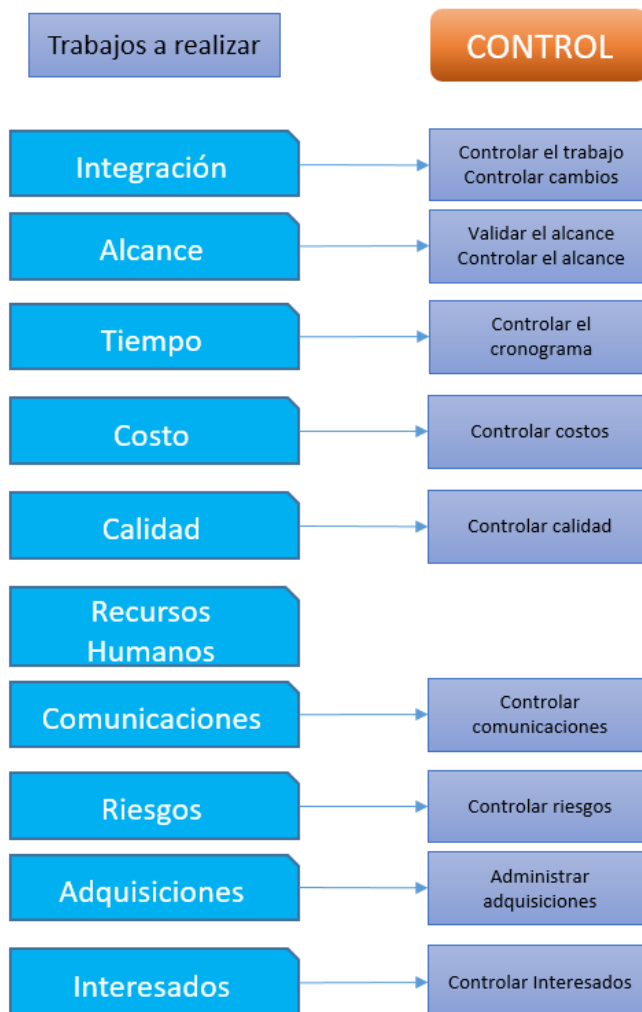 Trabajos a realizar
CONTROL
Integración
Controlar el trabajo
Controlar cambios
Alcance
Validar el alcance
Controlar el alcance
Tiempo
Controlar el
cronograma
Costo
Controlar costos
Calidad
Controlar calidad
Recursos
Humanos
Comunicaciones
Controlar
comunicaciones
Riesgos
Controlar riesgos
Adquisiciones
Administrar
adquisiciones
Interesados
Controlar Interesados